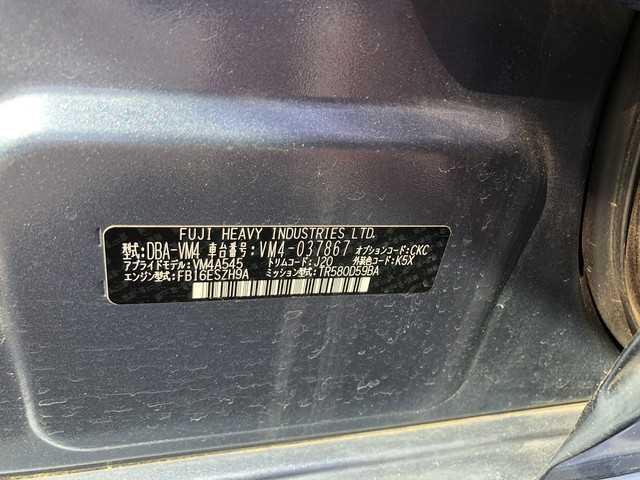 FUJI HEAVY INDUSTRIES LTD.
型式:DBA-VM4 車台番号:VM4-037867 オプションコード:CKC
アプライドモデル:VM4A545 トリムコード:J20 外装色コード:K5X
エンジン型式:FB16ESZH9A ミッション型式:TR580D59BA